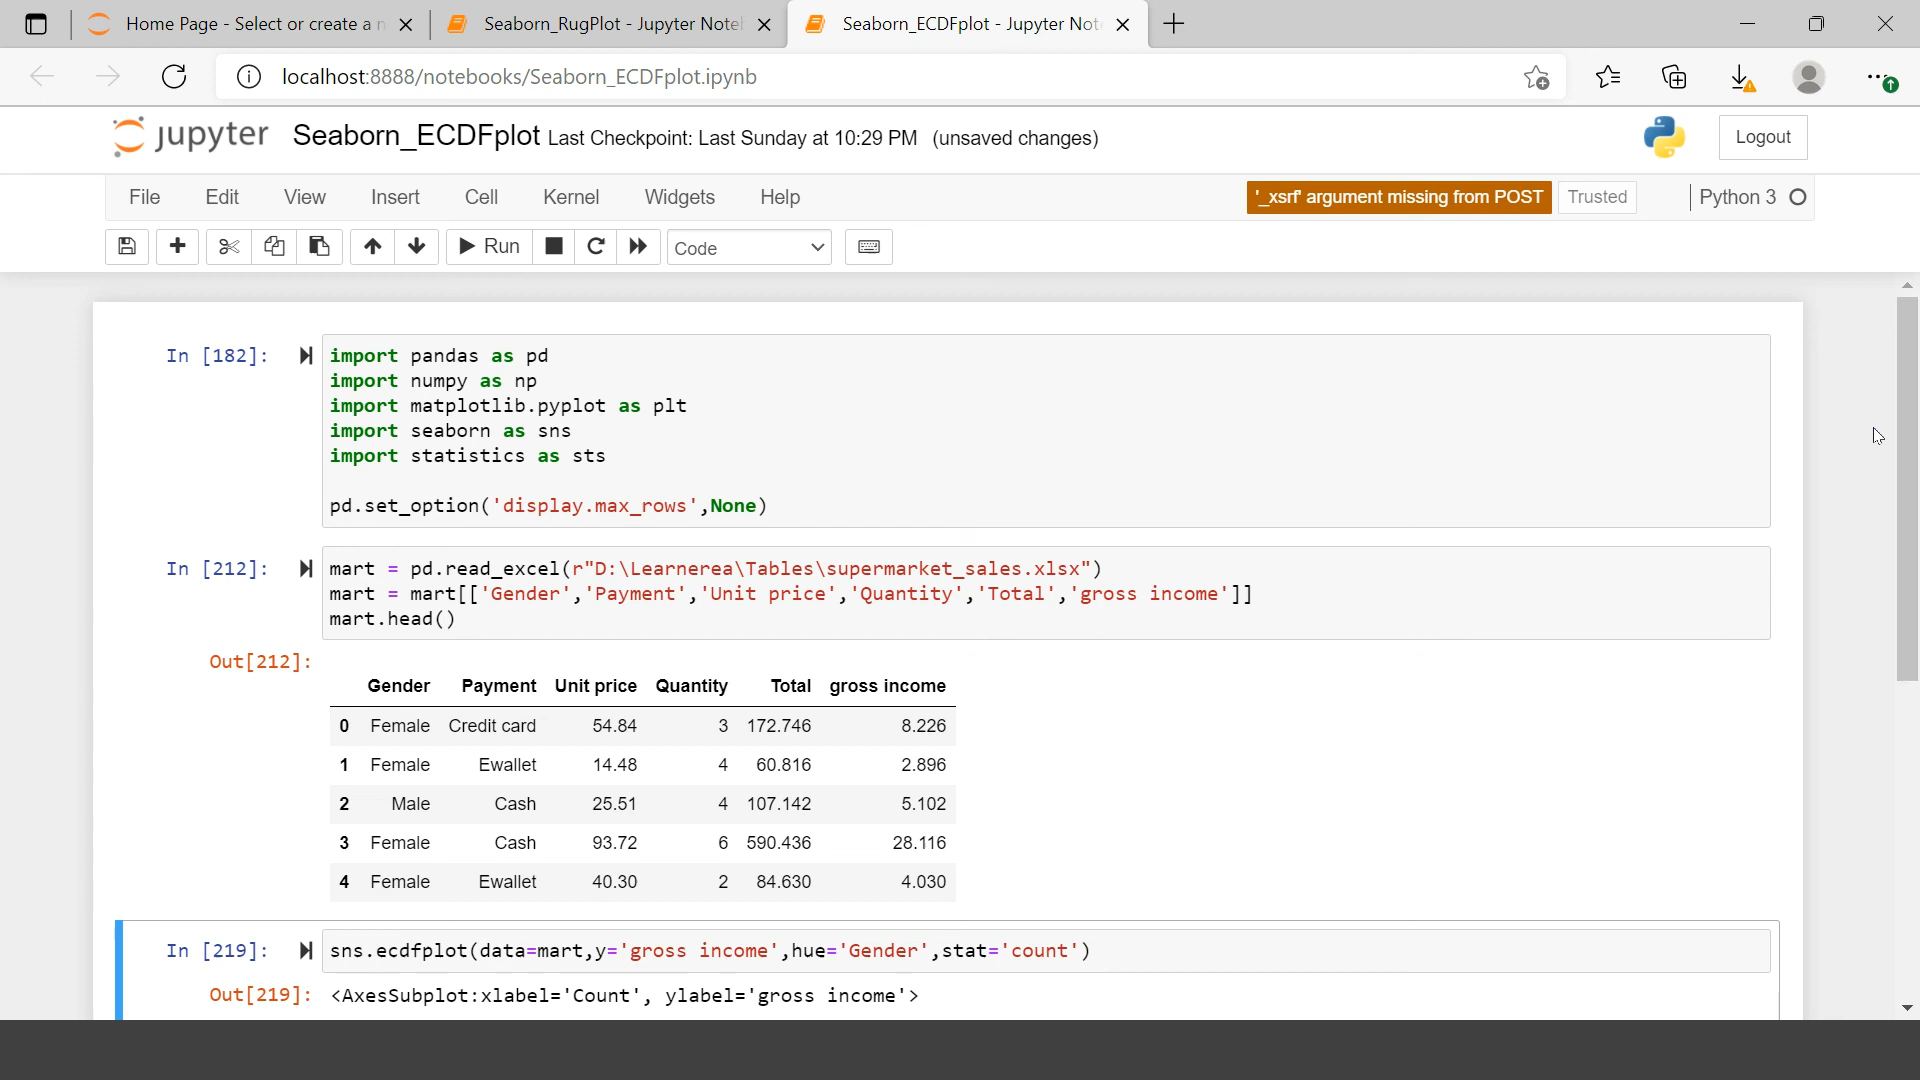 Home Page - Select or create a n
Seaborn_RugPlot - Jupyter Note
Seaborn_ECDFplot - Jupyter Not
localhost:8888/notebooks/Seaborn_ECDFplot.ipynb
jupyter Seaborn_ECDFplot Last Checkpoint: Last Sunday at 10:29 PM (unsaved changes)
Logout
File Edit View Insert Cell Kernel Widgets Help
'_xsrf' argument missing from POST Trusted Python 3
Run Code
In [182]:
import pandas as pd
import numpy as np
import matplotlib.pyplot as plt
import seaborn as sns
import statistics as sts
pd.set_option('display.max_rows',None)
In [212]:
mart = pd.read_excel(r"D:\Learnerea\Tables\supermarket_sales.xlsx")
mart = mart[['Gender','Payment','Unit price','Quantity','Total','gross income']]
mart.head()
Out[212]:
Gender Payment Unit price Quantity Total gross income
0 Female Credit card 54.84 3 172.746 8.226
1 Female Ewallet 14.48 4 60.816 2.896
2 Male Cash 25.51 4 107.142 5.102
3 Female Cash 93.72 6 590.436 28.116
4 Female Ewallet 40.30 2 84.630 4.030
In [219]: sns.ecdfplot(data=mart,y='gross income',hue='Gender',stat='count')
Out[219]: <AxesSubplot:xlabel='Count', ylabel='gross income'>